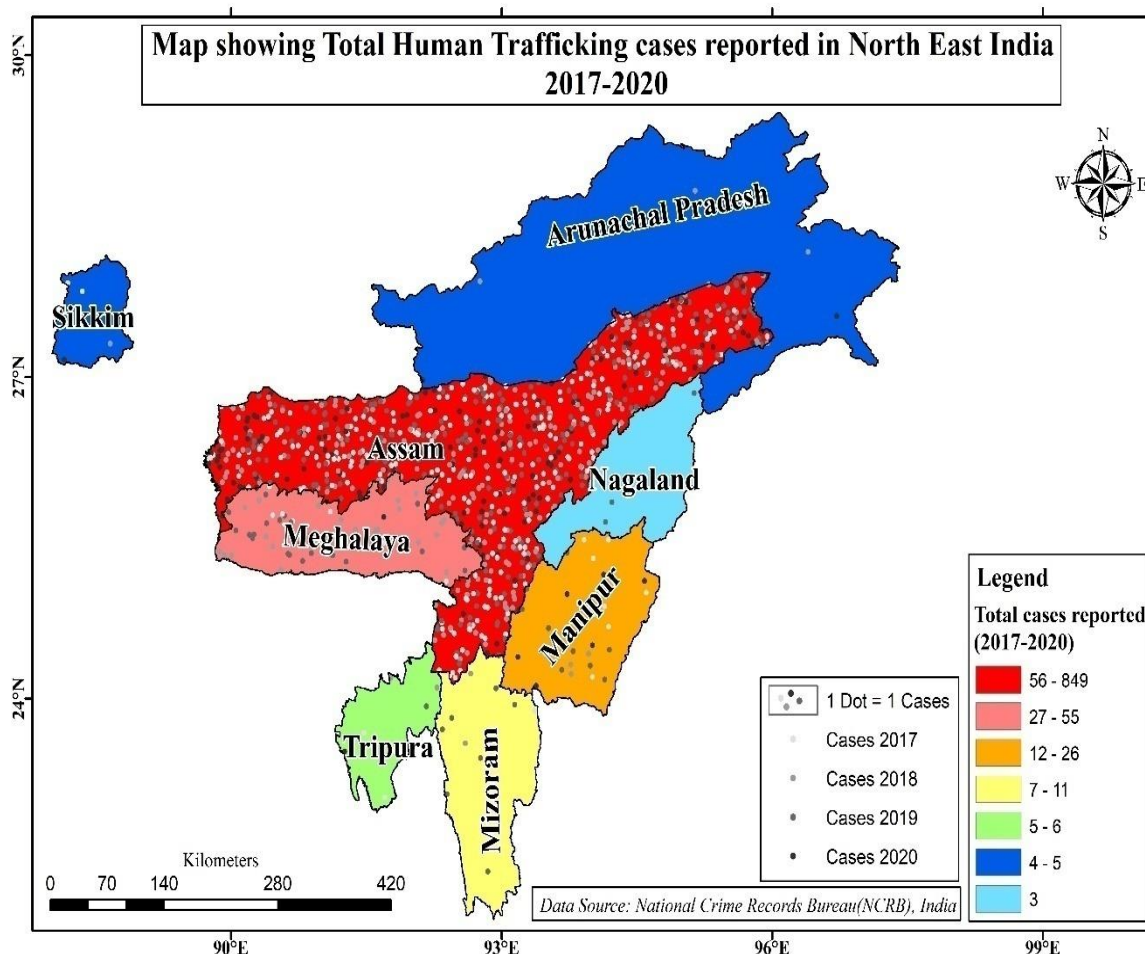 Map showing Total Human Trafficking cases reported in North East India
2017-2020
30°N
27°N
24°N
N
W
E
S
Arunachal Pradesh
Sikkim
Assam
Nagaland
Meghalaya
Manipur
Tripura
Mizoram
Legend
Total cases reported
(2017-2020)
56 - 849
27 - 55
12 - 26
7 - 11
5 - 6
4 - 5
3
1 Dot = 1 Cases
Cases 2017
Cases 2018
Cases 2019
Cases 2020
Kilometers
0 70 140 280 420
Data Source: National Crime Records Bureau(NCRB), India
90°E 93°E 96°E 99°E